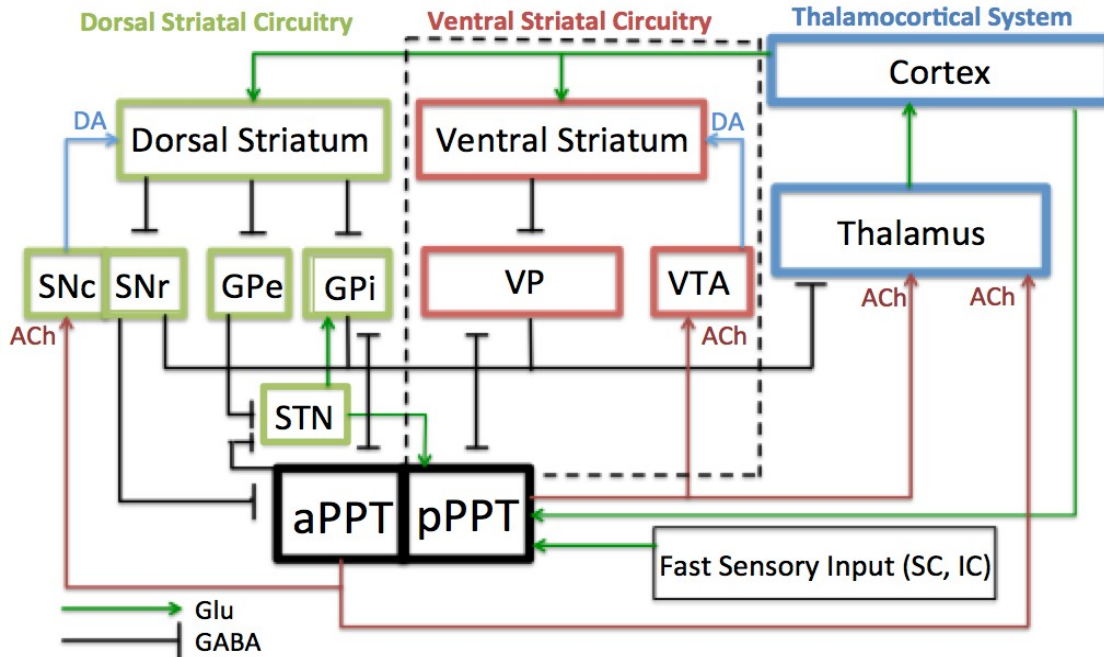 Dorsal Striatal Circuitry
Ventral Striatal Circuitry
Thalamocortical System
Cortex
DA
Dorsal Striatum
Ventral Striatum
DA
Thalamus
SNc
SNr
GPe
GPi
VP
VTA
ACh
ACh
ACh
ACh
STN
aPPT
pPPT
Fast Sensory Input (SC, IC)
Glu
GABA